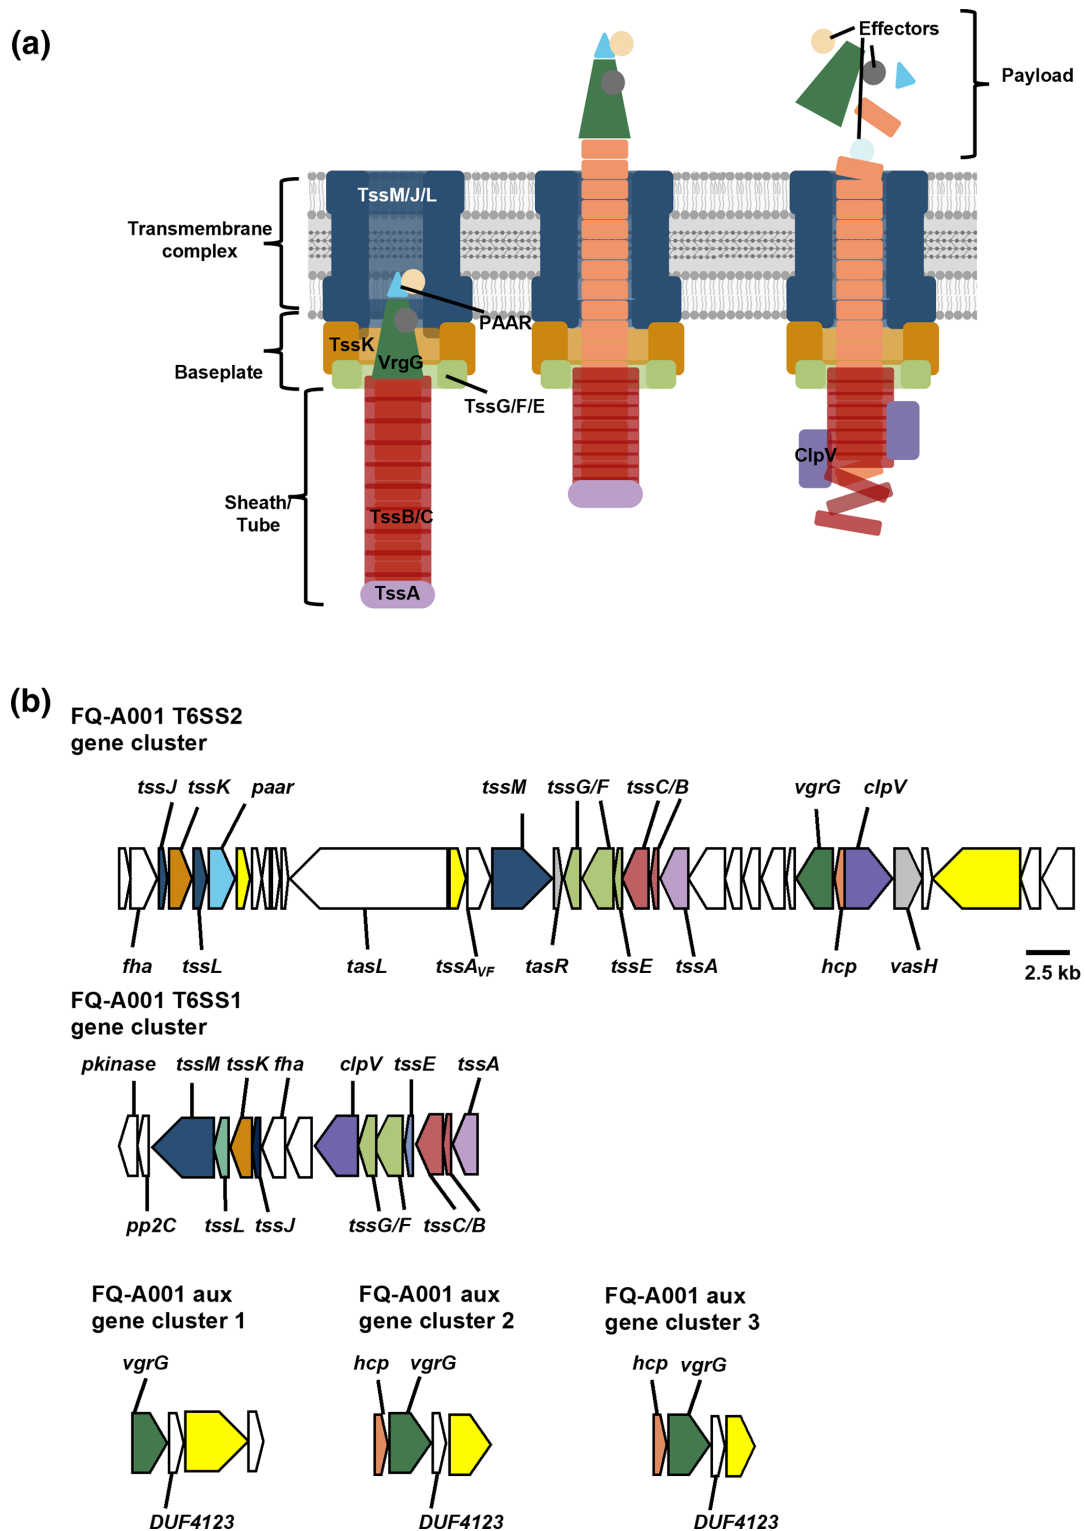 (a)
Effectors
Payload
TssM/J/L
Transmembrane
complex
PAAR
TssK
VrgG
Baseplate
TssG/F/E
ClpV
Sheath/
Tube
TssB/C
TssA
(b)
FQ-A001 T6SS2
gene cluster
tssJ tssK paar tssM tssG/F tssC/B vgrG clpV
fha tssL tasL tssAVF tasR tssE tssA hcp vasH
2.5 kb
FQ-A001 T6SS1
gene cluster
pkinase tssM tssK fha clpV tssE tssA
pp2C tssL tssJ tssG/F tssC/B
FQ-A001 aux
gene cluster 1
vgrG
DUF4123
FQ-A001 aux
gene cluster 2
hcp vgrG
DUF4123
FQ-A001 aux
gene cluster 3
hcp vgrG
DUF4123